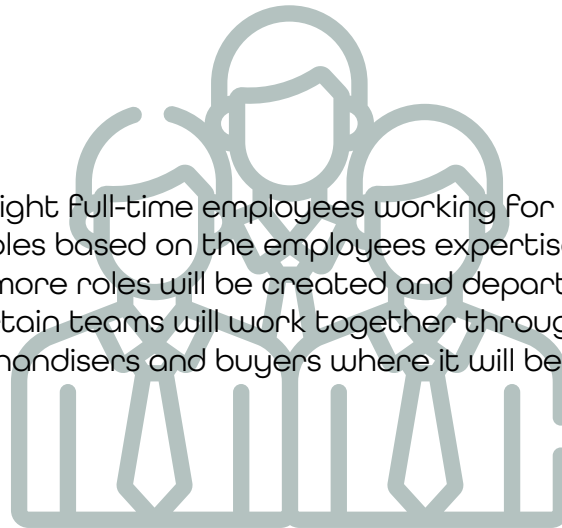 ight full-time employees working for
les based on the employees expertis
more roles will be created and depart
tain teams will work together throug
handisers and buyers where it will be